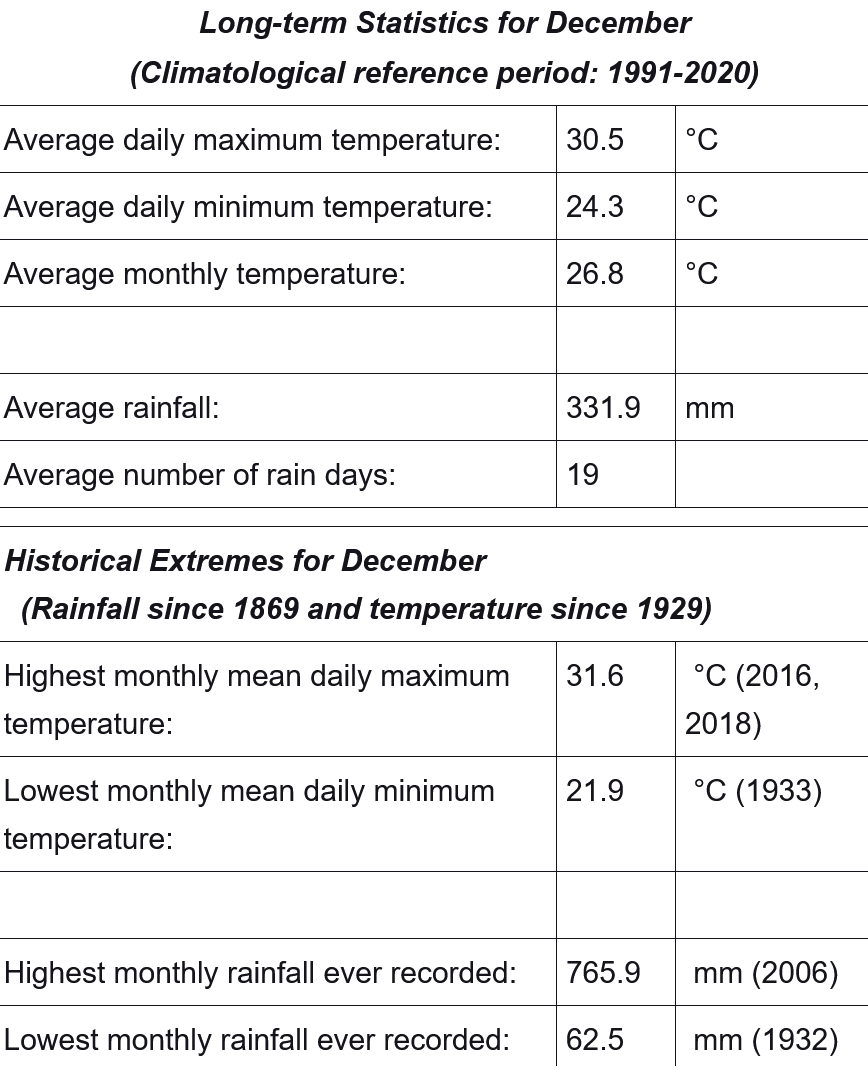 Long-term Statistics for December
(Climatological reference period: 1991-2020)
Average daily maximum temperature: 30.5 °C
Average daily minimum temperature: 24.3 °C
Average monthly temperature: 26.8 °C
Average rainfall: 331.9 mm
Average number of rain days: 19
Historical Extremes for December
(Rainfall since 1869 and temperature since 1929)
Highest monthly mean daily maximum 31.6 °C (2016,
temperature: 2018)
Lowest monthly mean daily minimum 21.9 °C (1933)
temperature:
Highest monthly rainfall ever recorded: 765.9 mm (2006)
Lowest monthly rainfall ever recorded: 62.5 mm (1932)